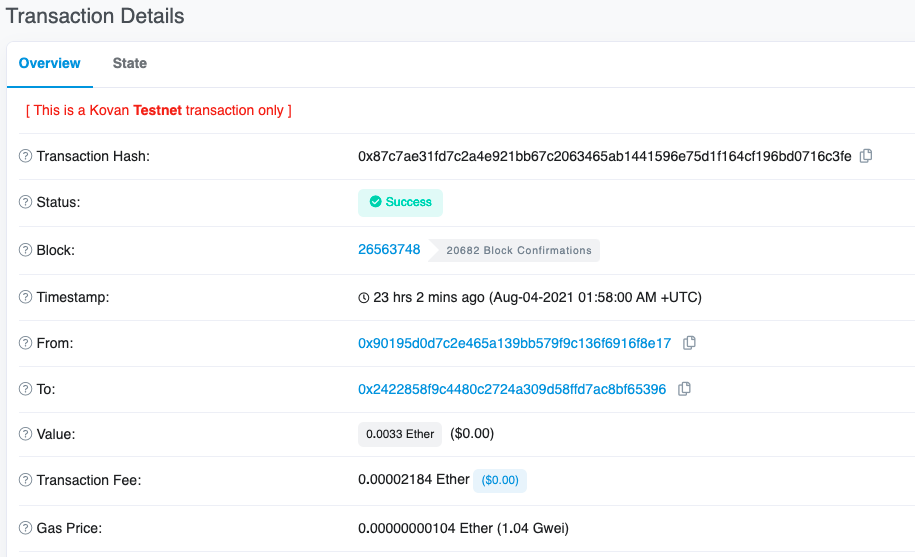 Transaction Details
Overview State
[ This is a Kovan Testnet transaction only ]
Transaction Hash: 0x87c7ae31fd7c2a4e921bb67c2063465ab1441596e75d1f164cf196bd0716c3fe
Status: Success
Block: 26563748 20682 Block Confirmations
Timestamp: 23 hrs 2 mins ago (Aug-04-2021 01:58:00 AM +UTC)
From: 0x90195d0d7c2e465a139bb579f9c136f6916f8e17
To: 0x2422858f9c4480c2724a309d58ffd7ac8bf65396
Value: 0.0033 Ether ($0.00)
Transaction Fee: 0.00002184 Ether ($0.00)
Gas Price: 0.00000000104 Ether (1.04 Gwei)